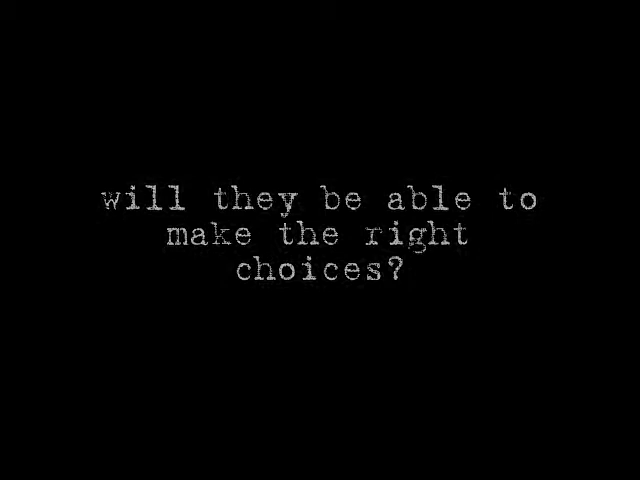 will they be able to
make the right
choices?